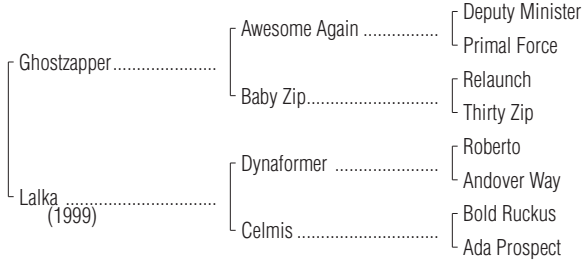 Deputy Minister
Awesome Again ................
Primal Force
Ghostzapper......................
Relaunch
Baby Zip............................
Thirty Zip
Roberto
Dynaformer ......................
Andover Way
Lalka ................................
(1999)
Bold Ruckus
Celmis ..............................
Ada Prospect